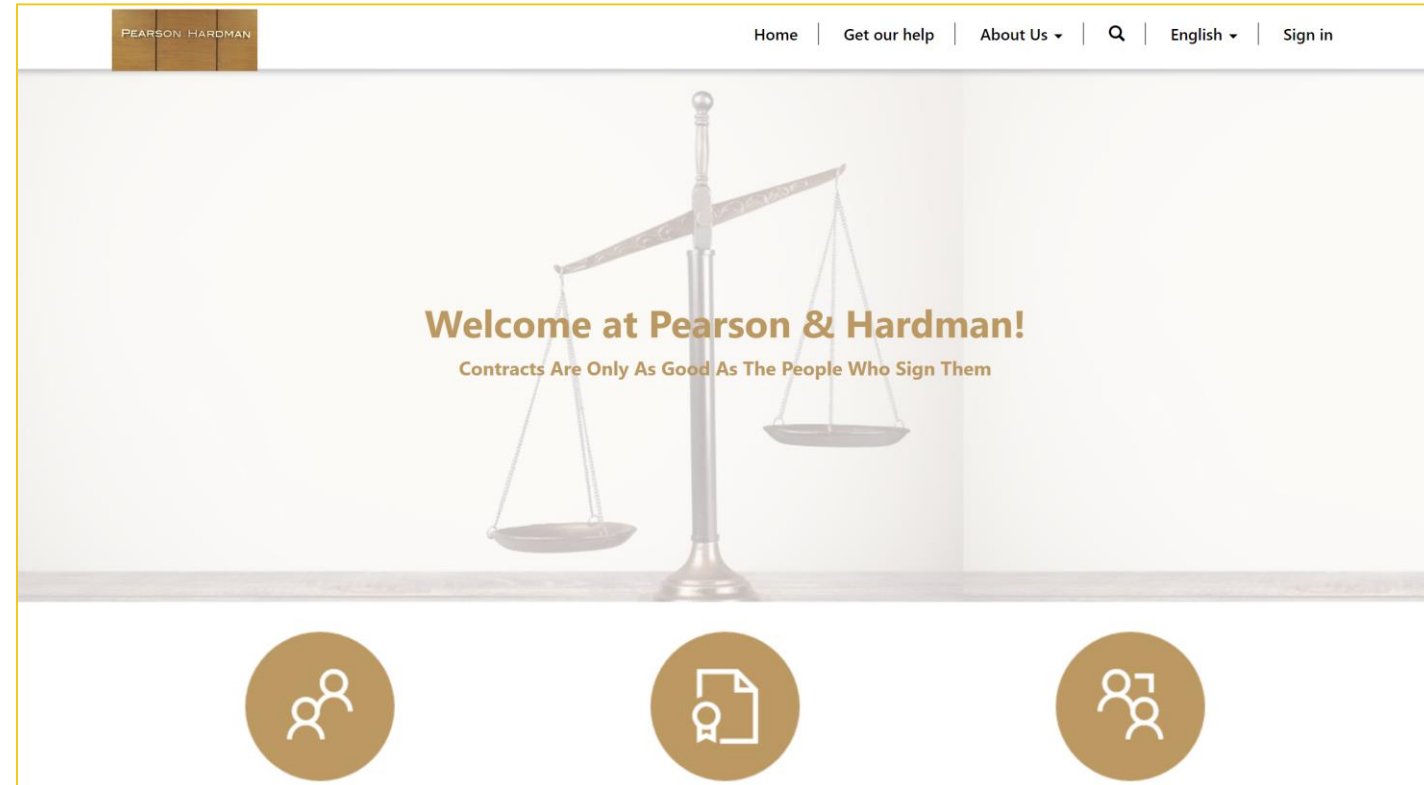 PEARSON HARDMAN
Home
Get our help
About Us
English
Sign in
Welcome at Pearson & Hardman!
Contracts Are Only As Good As The People Who Sign Them